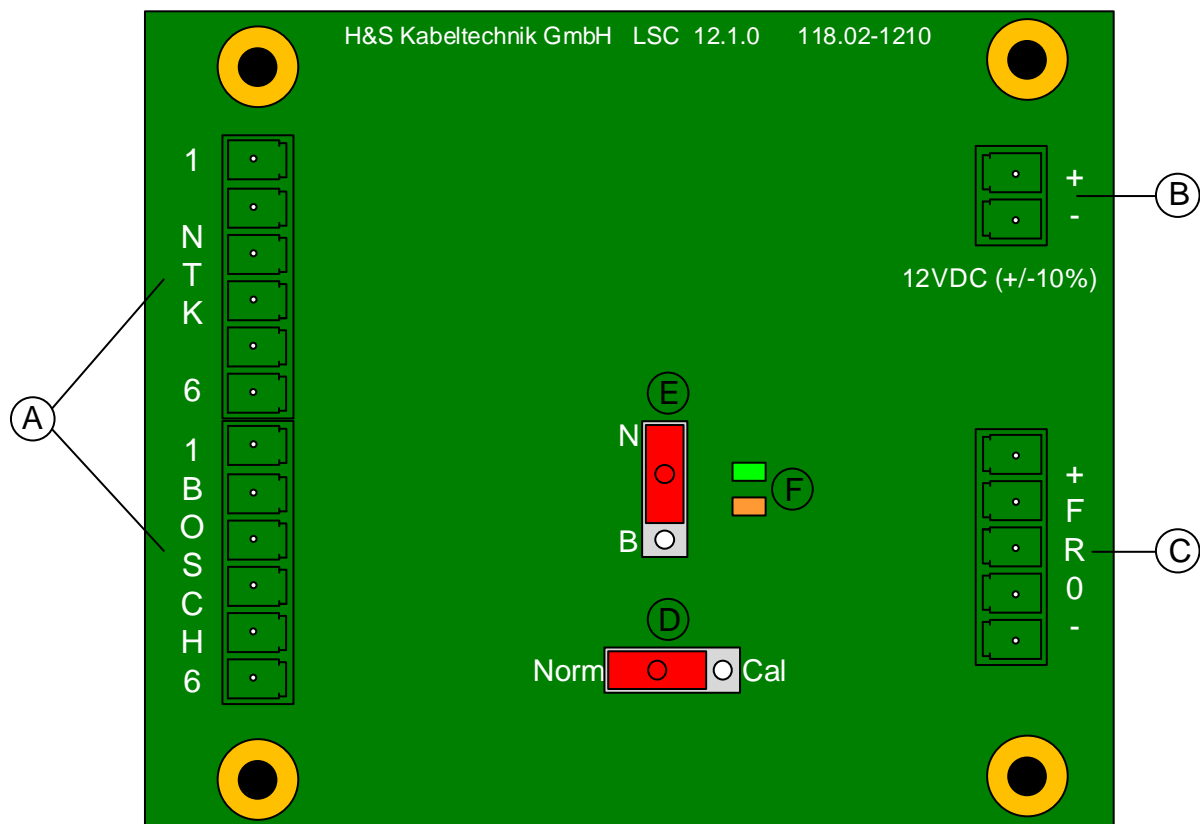 H&S Kabeltechnik GmbH LSC 12.1.0 118.02-1210
1
N
T
K
6
1
B
O
S
C
H
6
A
+
-
B
12VDC (+/-10%)
E
N
B
F
D
Norm Cal
+
F
R
0
-
C